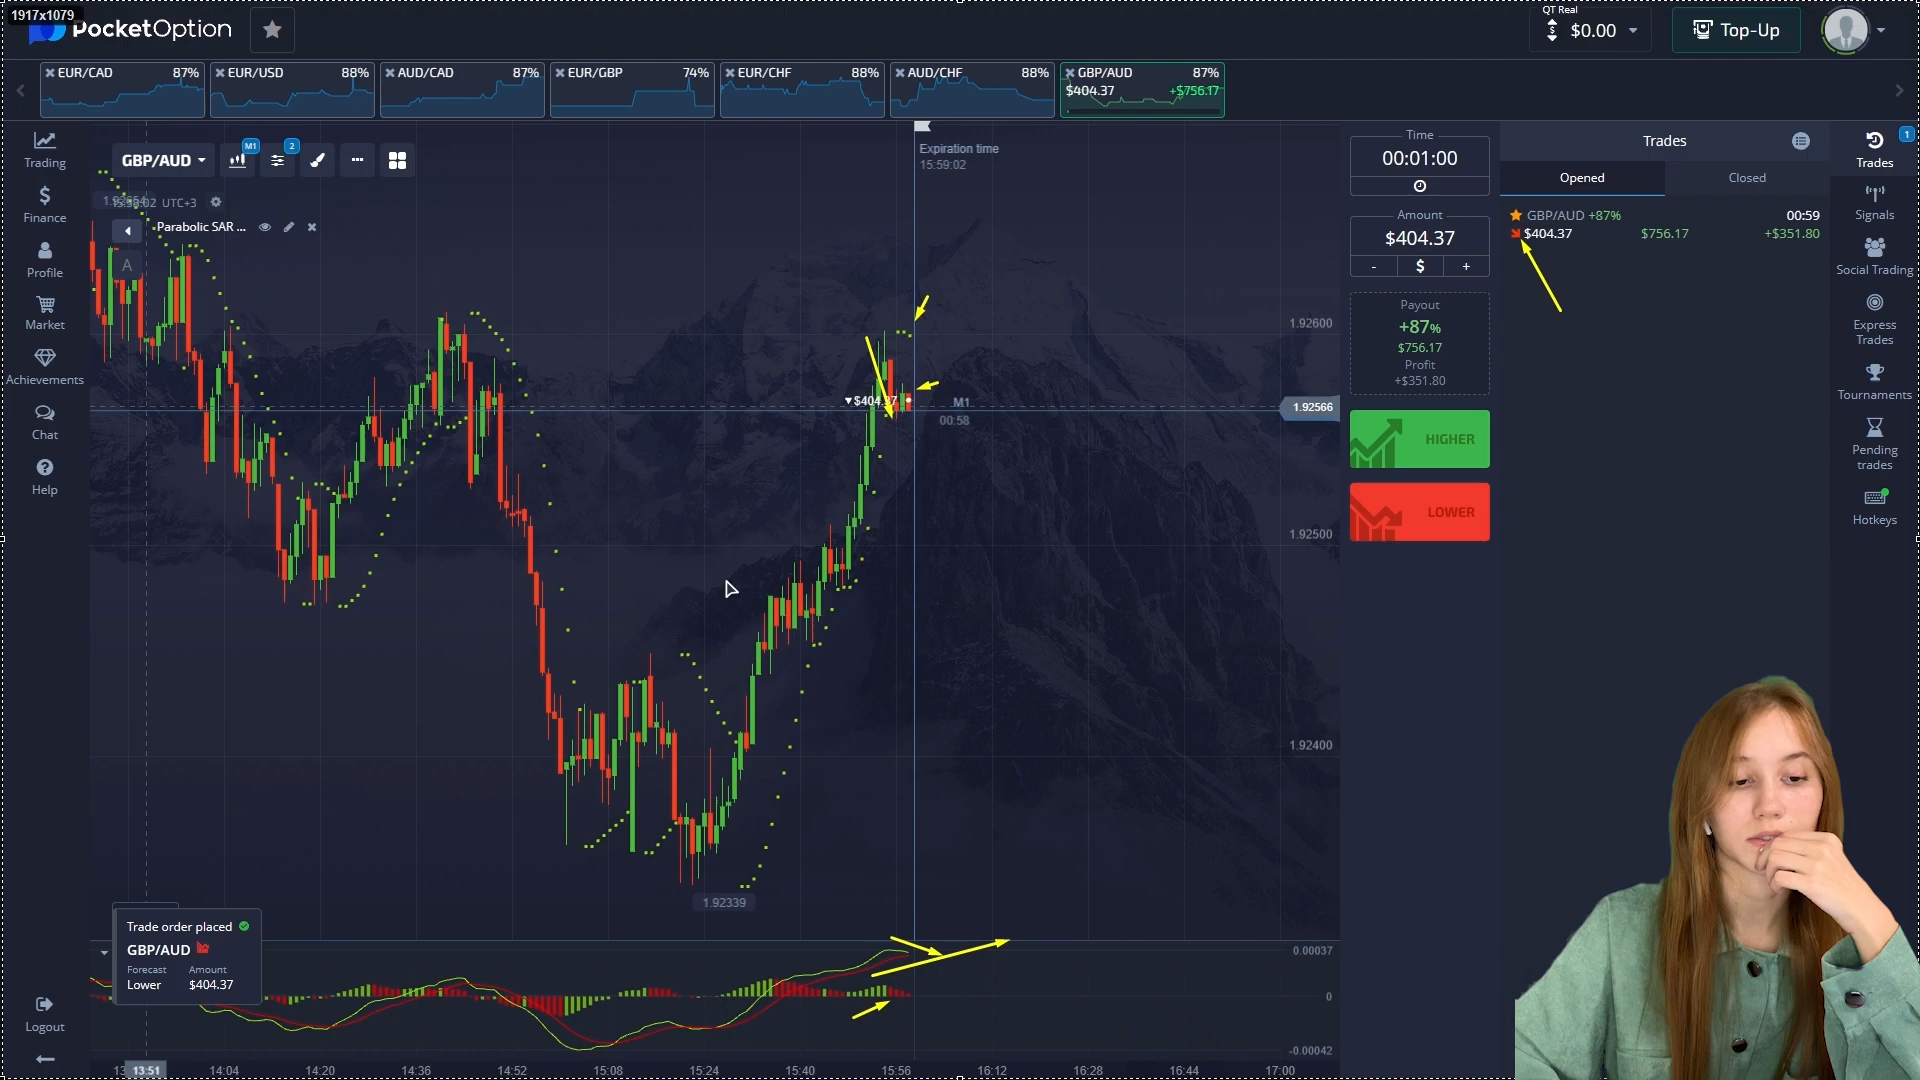 1917x1079
PocketOption
QT Real
$0.00
Top-Up
EUR/CAD 87%
EUR/USD 88%
AUD/CAD 87%
EUR/GBP 74%
EUR/CHF 88%
AUD/CHF 88%
GBP/AUD 87%
$404.37 +$756.17
Trading
Finance
Profile
Market
Achievements
Chat
Help
Logout
GBP/AUD
M1
2
UTC+3
Parabolic SAR ...
A
Expiration time
15:59:02
$404.37
M1
00:58
1.92600
1.92566
1.92500
1.92400
1.92339
Trade order placed
GBP/AUD
Forecast Amount
Lower $404.37
0.00037
0
-0.00042
13:51 14:04 14:20 14:36 14:52 15:08 15:24 15:40 15:56 16:12 16:28 16:44 17:00
Time
00:01:00
Amount
$404.37
- $ +
Payout
+87%
$756.17
Profit
+$351.80
HIGHER
LOWER
Trades
Opened Closed
GBP/AUD +87% 00:59
$404.37 $756.17 +$351.80
1
Trades
Signals
Social Trading
Express
Trades
Tournaments
Pending
trades
Hotkeys